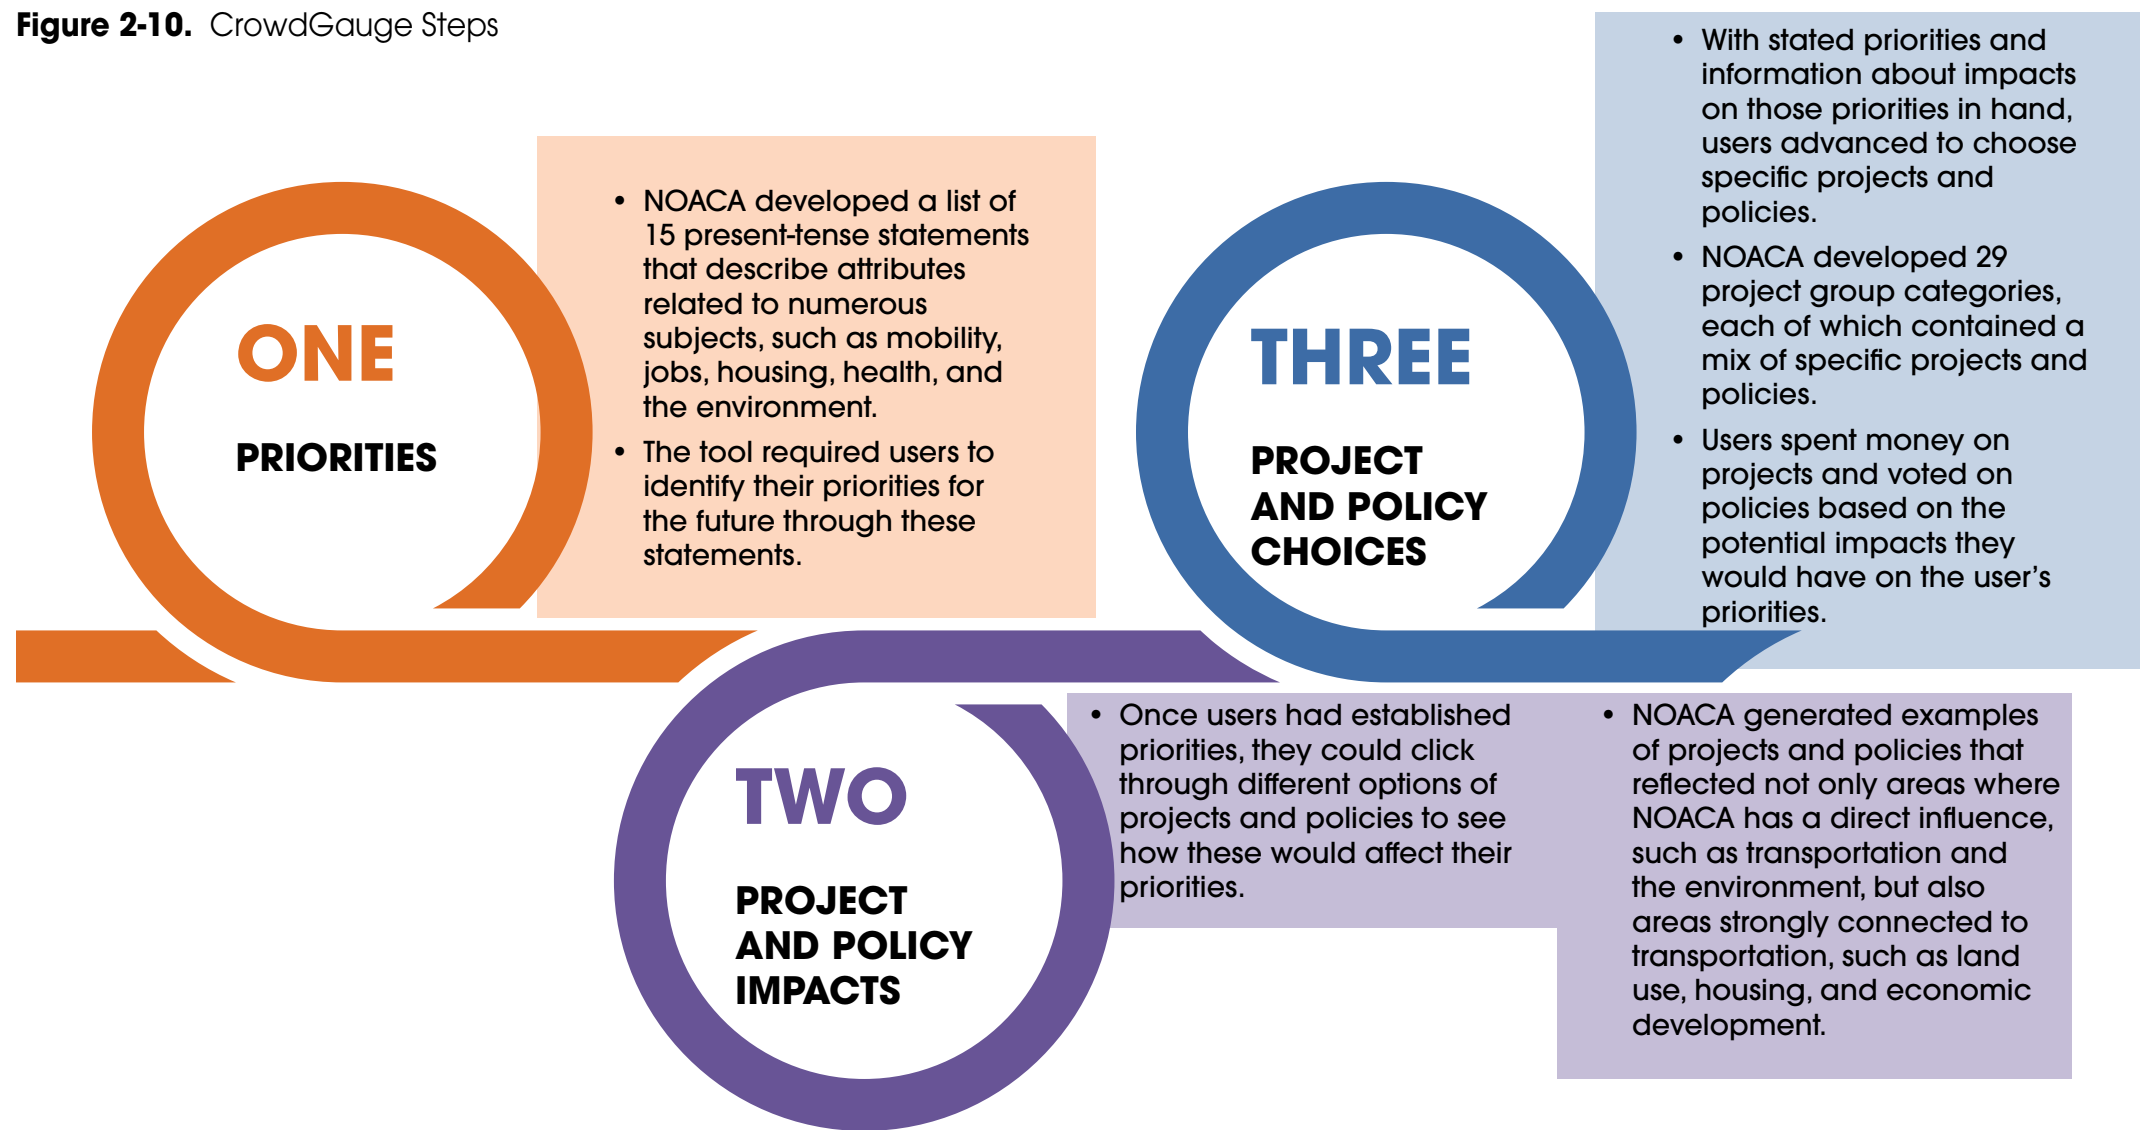 Figure 2-10. CrowdGauge Steps
ONE
PRIORITIES
• NOACA developed a list of
15 present-tense statements
that describe attributes
related to numerous
subjects, such as mobility,
jobs, housing, health, and
the environment.
• The tool required users to
identify their priorities for
the future through these
statements.
TWO
PROJECT
AND POLICY
IMPACTS
• Once users had established
priorities, they could click
through different options of
projects and policies to see
how these would affect their
priorities.
• NOACA generated examples
of projects and policies that
reflected not only areas where
NOACA has a direct influence,
such as transportation and
the environment, but also
areas strongly connected to
transportation, such as land
use, housing, and economic
development.
THREE
PROJECT
AND POLICY
CHOICES
• With stated priorities and
information about impacts
on those priorities in hand,
users advanced to choose
specific projects and
policies.
• NOACA developed 29
project group categories,
each of which contained a
mix of specific projects and
policies.
• Users spent money on
projects and voted on
policies based on the
potential impacts they
would have on the user’s
priorities.